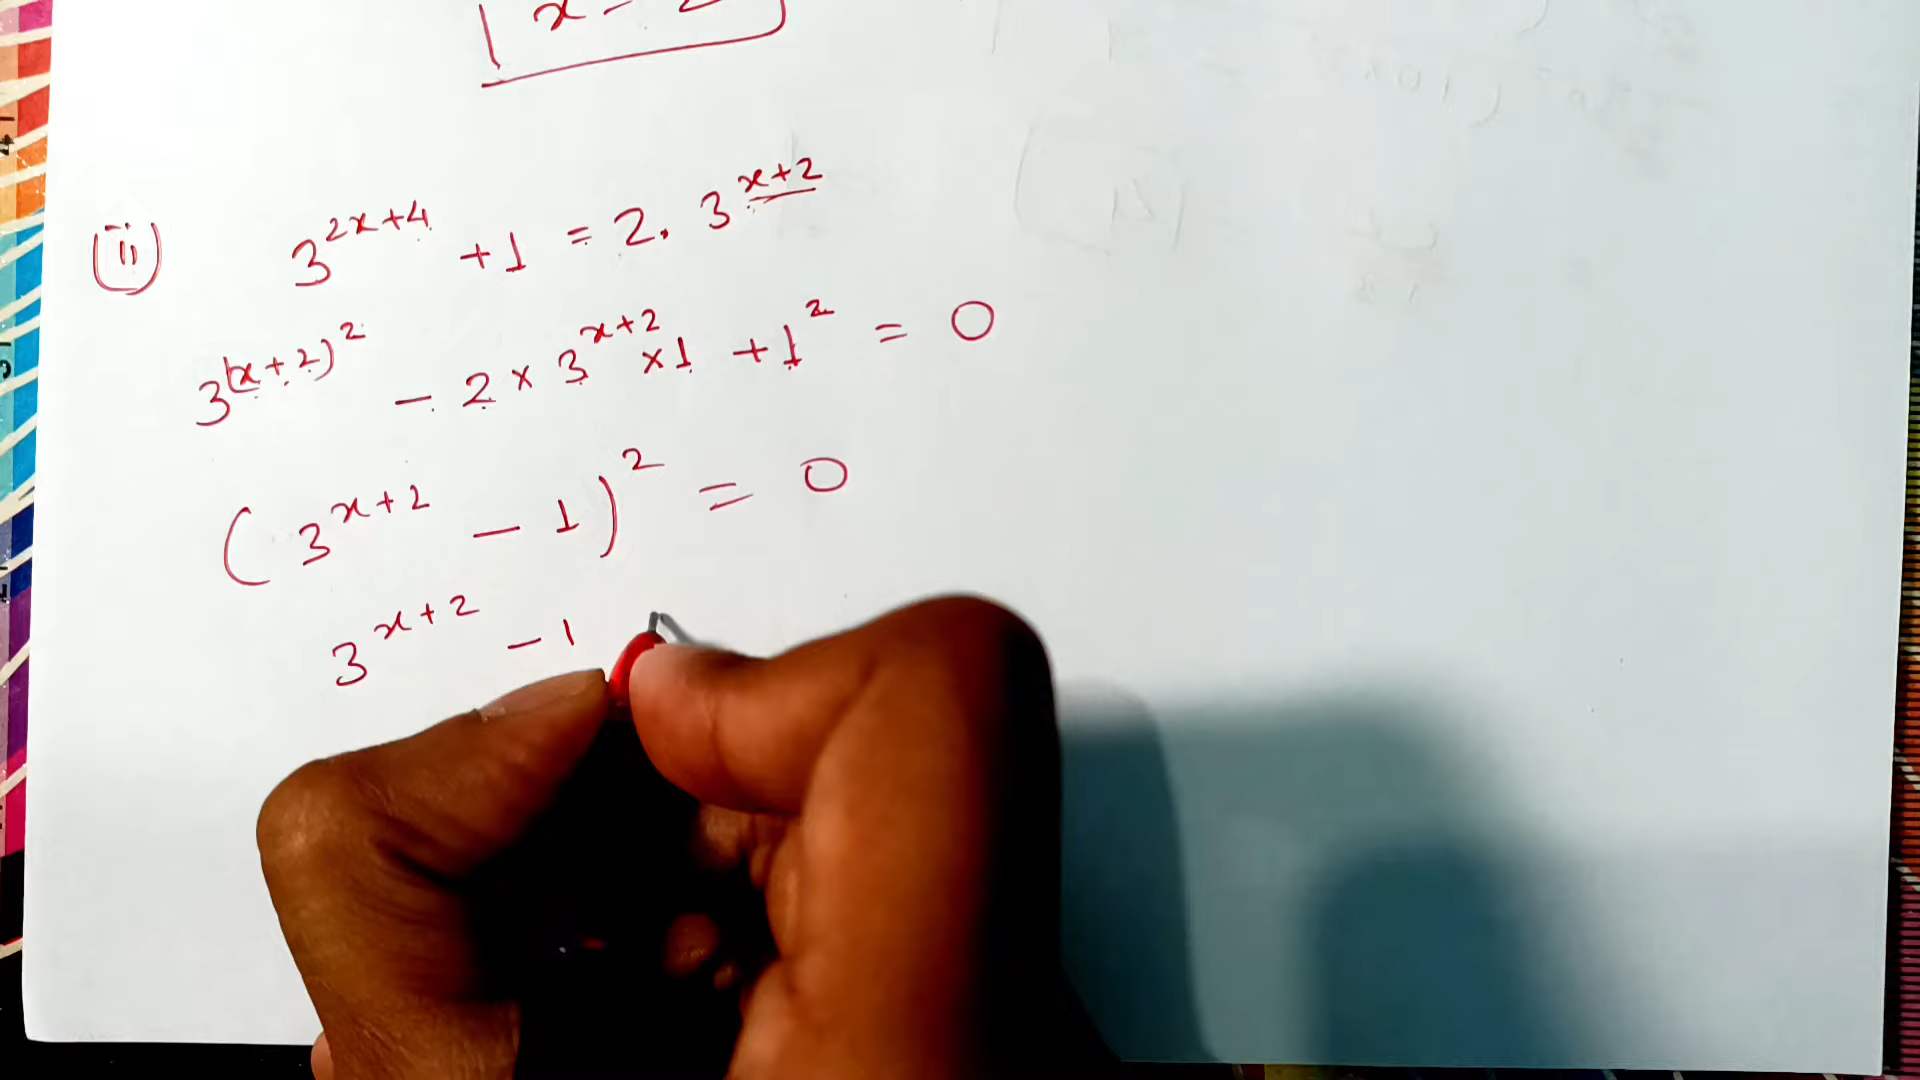 x = 2
(ii) 3^{2x+4} + 1 = 2. 3^{x+2}
3^{(x+2)^2} - 2 × 3^{x+2} × 1 + 1^2 = 0
(3^{x+2} - 1)^2 = 0
3^{x+2} - 1